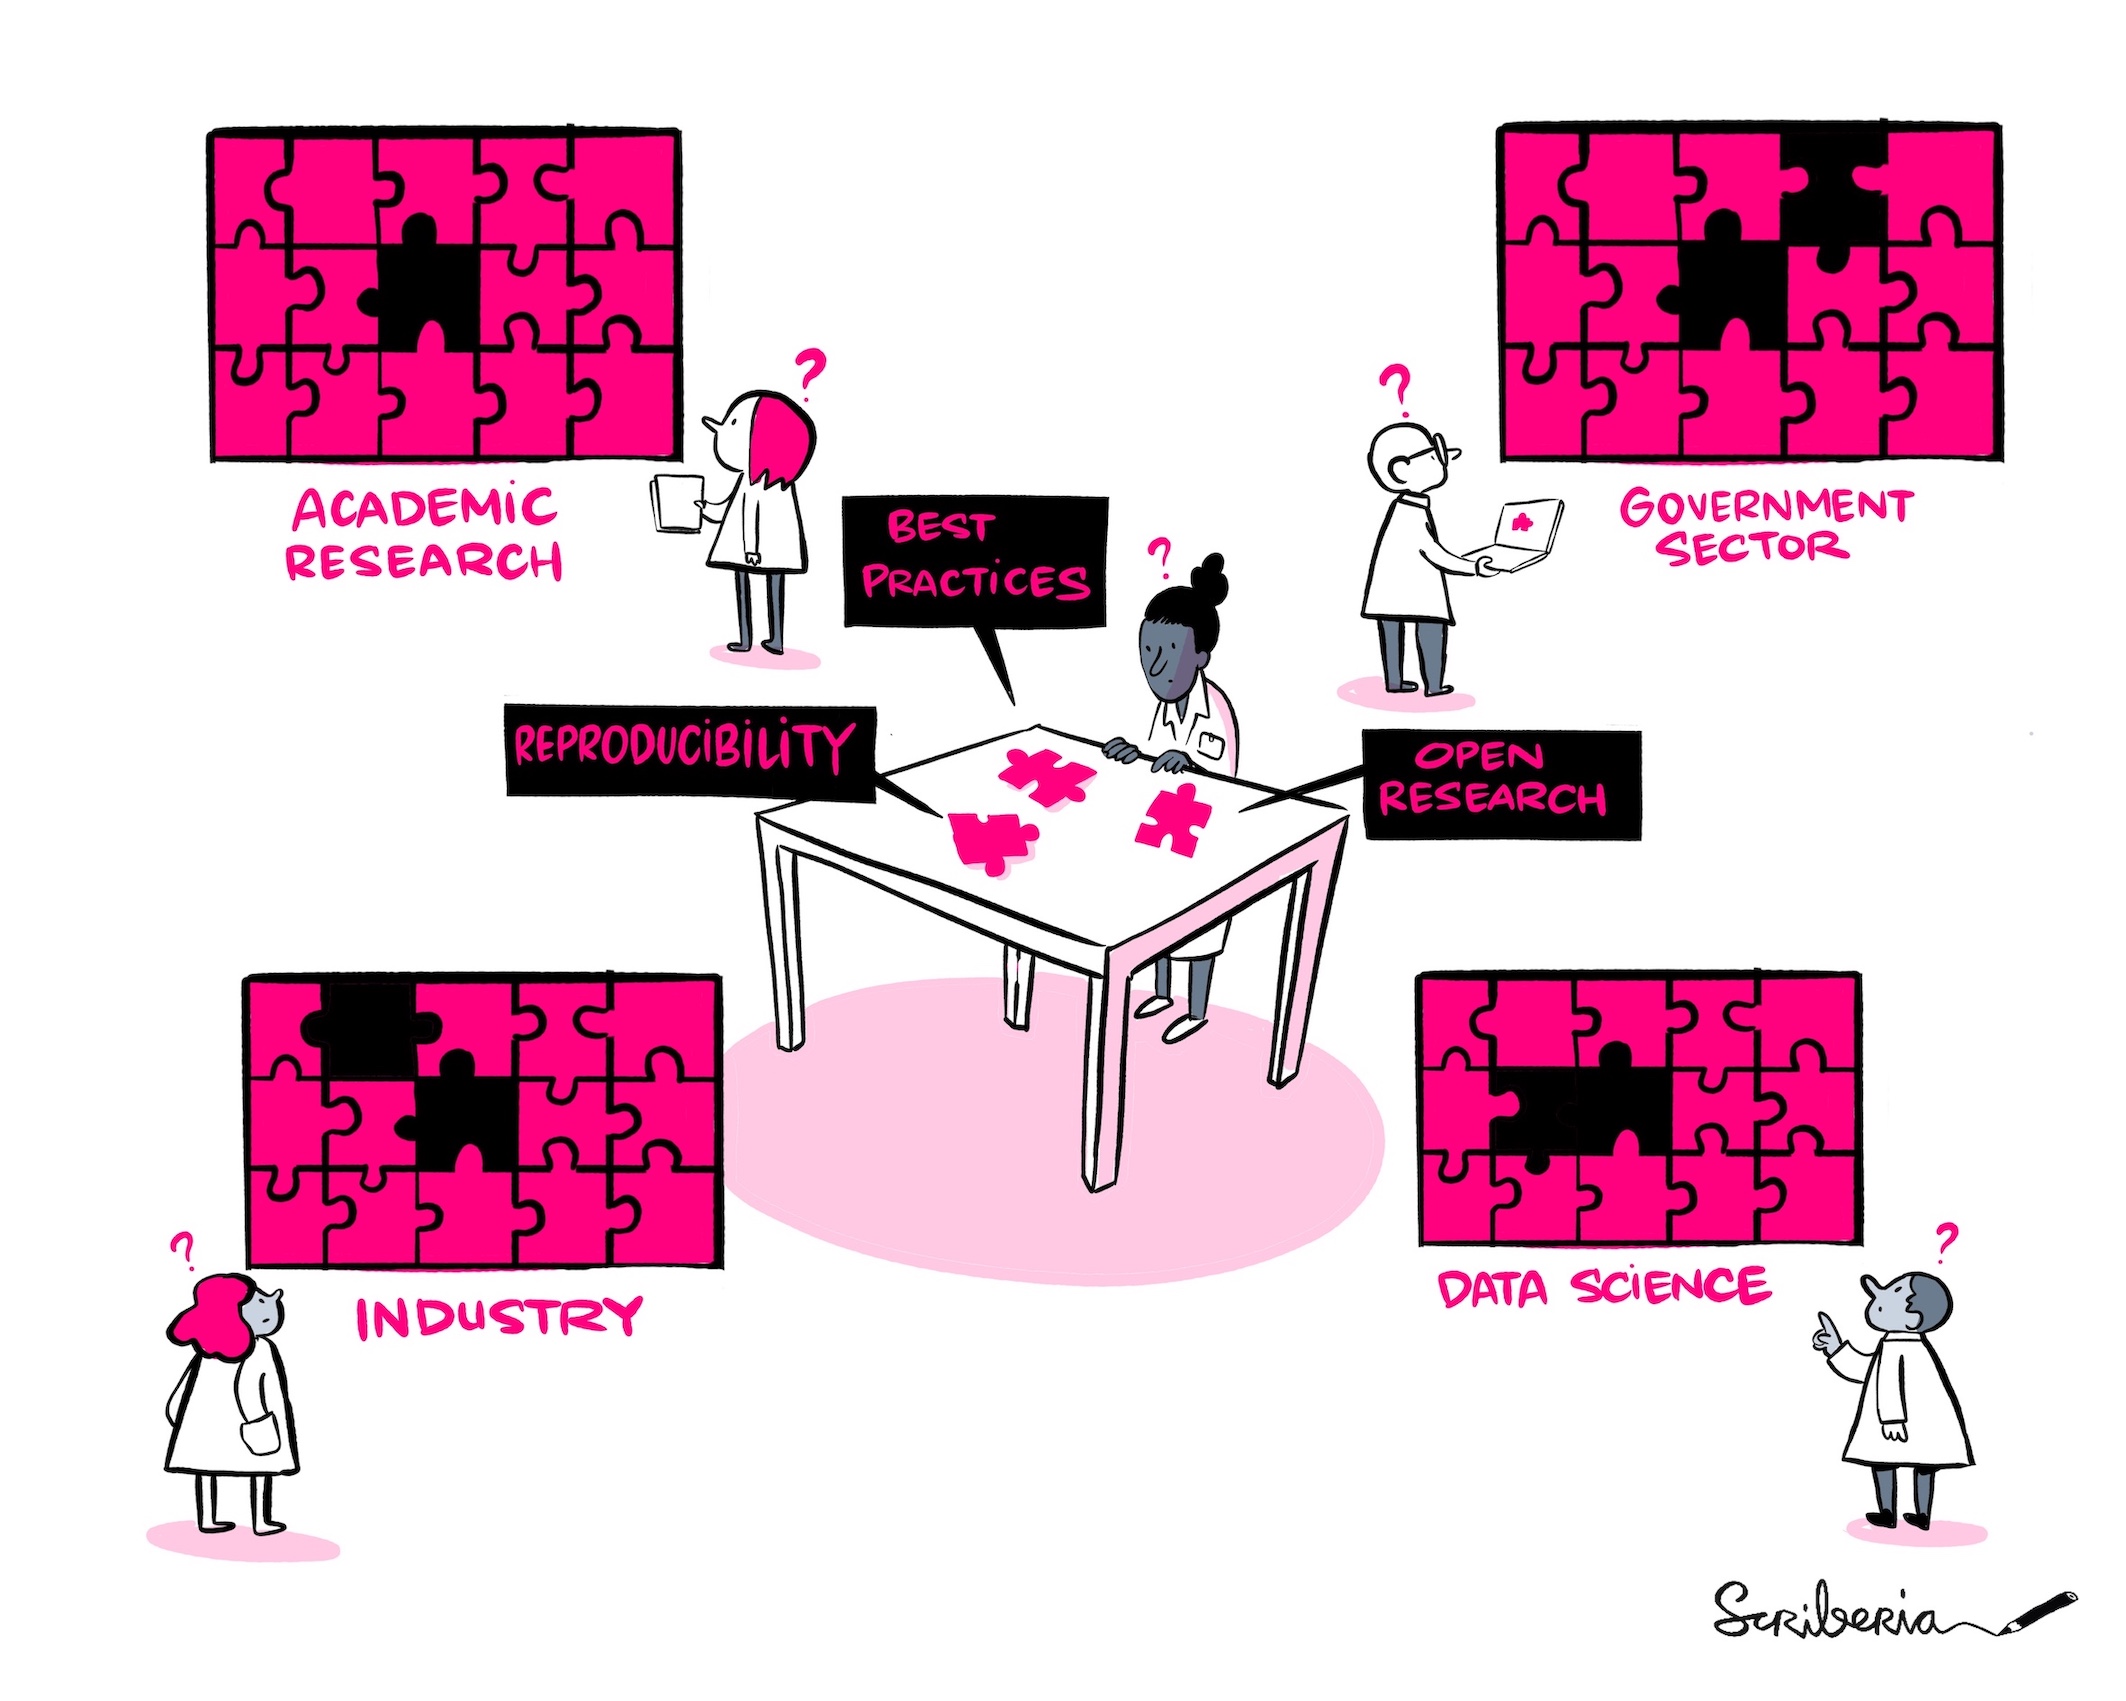 ACADEMIC
RESEARCH
?
GOVERNMENT
SECTOR
?
BEST
PRACTICES
?
REPRODUCIBILITY
OPEN
RESEARCH
INDUSTRY
?
DATA SCIENCE
?
Scriberia